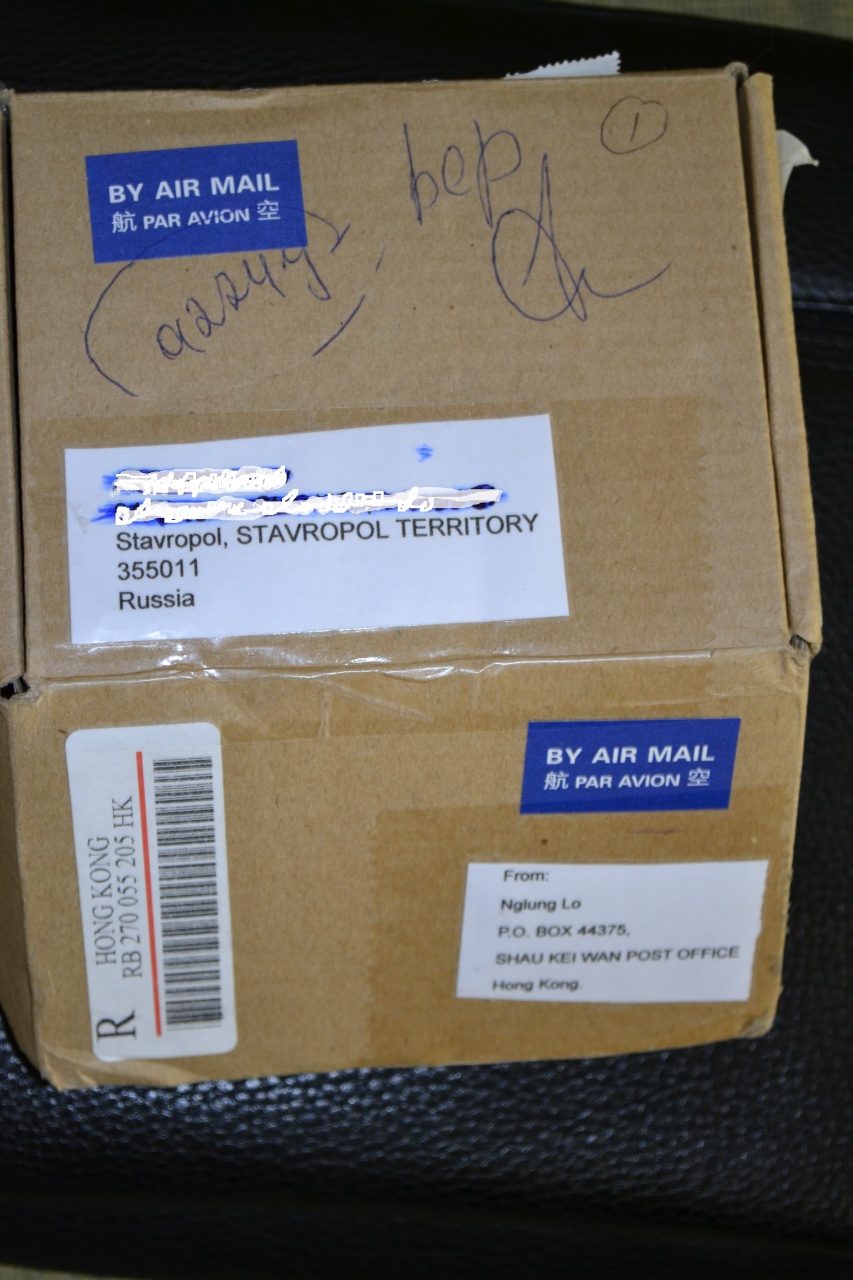 BY AIR MAIL
航 PAR AVION 空
вер
1
Stavropol, STAVROPOL TERRITORY
355011
Russia
R
HONG KONG
RB 270 055 205 HK
BY AIR MAIL
航 PAR AVION 空
From:
Nglung Lo
P.O. BOX 44375,
SHAU KEI WAN POST OFFICE
Hong Kong.